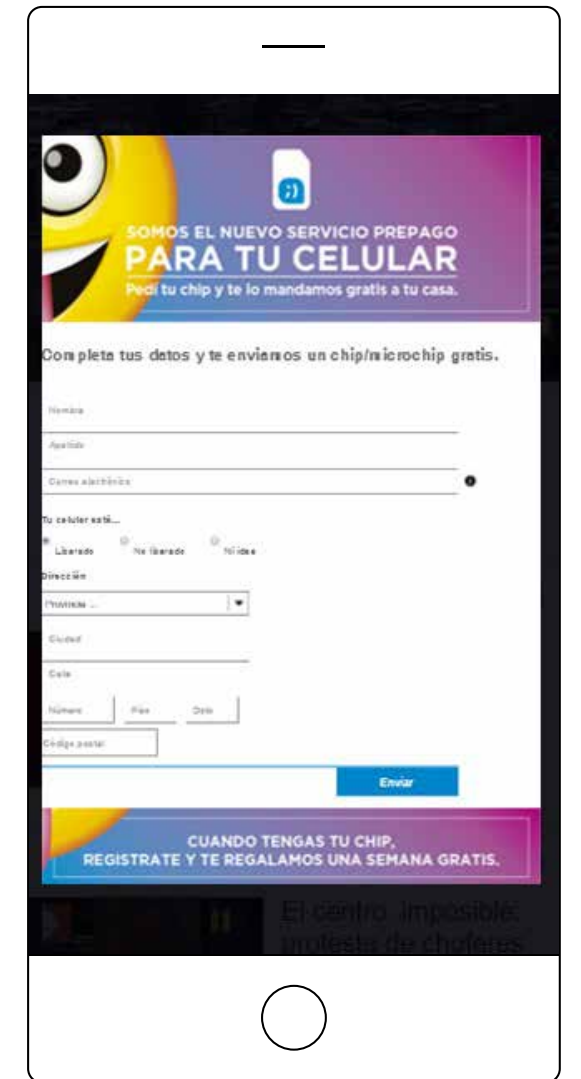 ;)
SOMOS EL NUEVO SERVICIO PREPAGO
PARA TU CELULAR
Pedí tu chip y te lo mandamos gratis a tu casa.
Completa tus datos y te enviamos un chip/microchip gratis.
Nombre
Apellido
Correo electrónico
Tu celular está...
Liberado No liberado Ni idea
Dirección
Provincia ...
Ciudad
Calle
Número Piso Dpto
Código postal
Enviar
CUANDO TENGAS TU CHIP,
REGISTRATE Y TE REGALAMOS UNA SEMANA GRATIS.
El centro imposible:
protesta de choferes